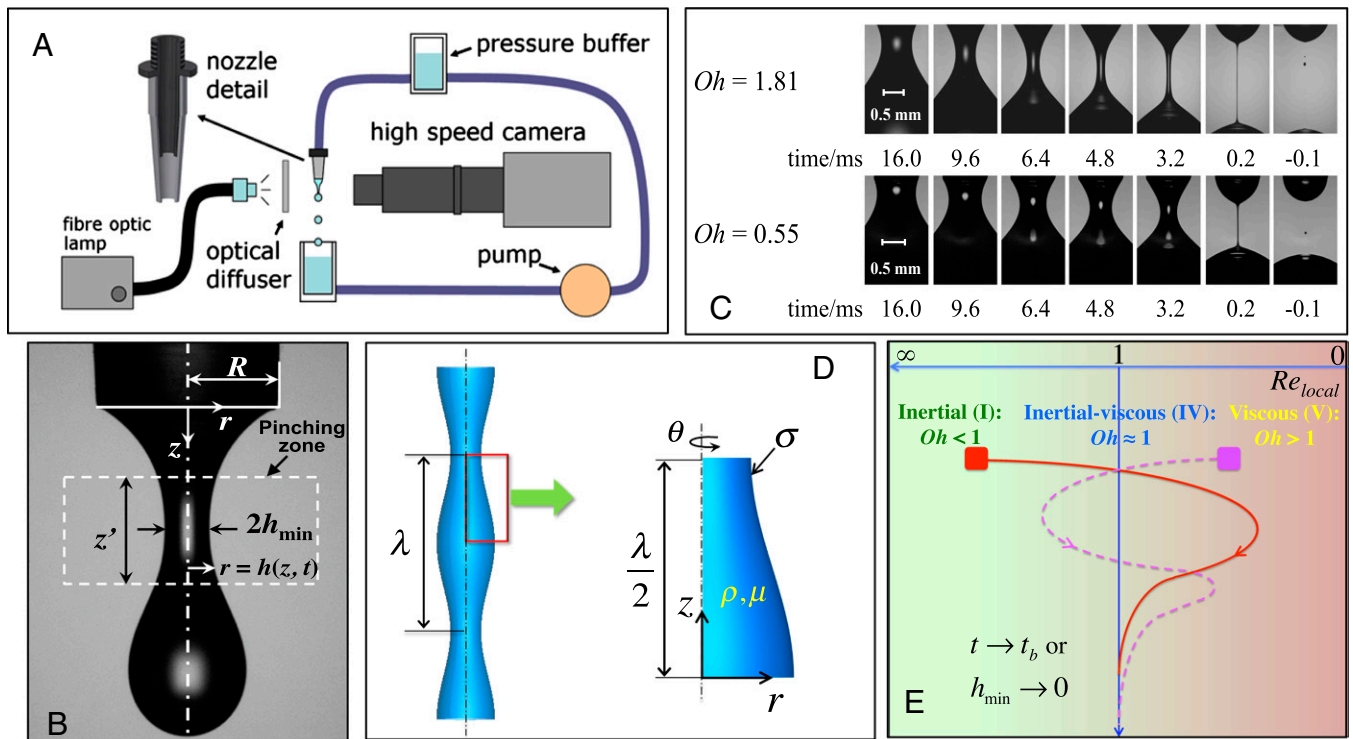 A
nozzle
detail
pressure buffer
high speed camera
fibre optic
lamp
optical
diffuser
pump
C
Oh = 1.81
0.5 mm
time/ms 16.0 9.6 6.4 4.8 3.2 0.2 -0.1
Oh = 0.55
0.5 mm
time/ms 16.0 9.6 6.4 4.8 3.2 0.2 -0.1
B
R
r
z
Pinching
zone
z'
2hmin
r = h(z, t)
D
λ
θ
σ
λ
2
z
ρ, μ
r
E
∞ 1 0
Re local
Inertial (I): Inertial-viscous (IV): Viscous (V):
Oh < 1 Oh ≈ 1 Oh > 1
t → tb or
hmin → 0